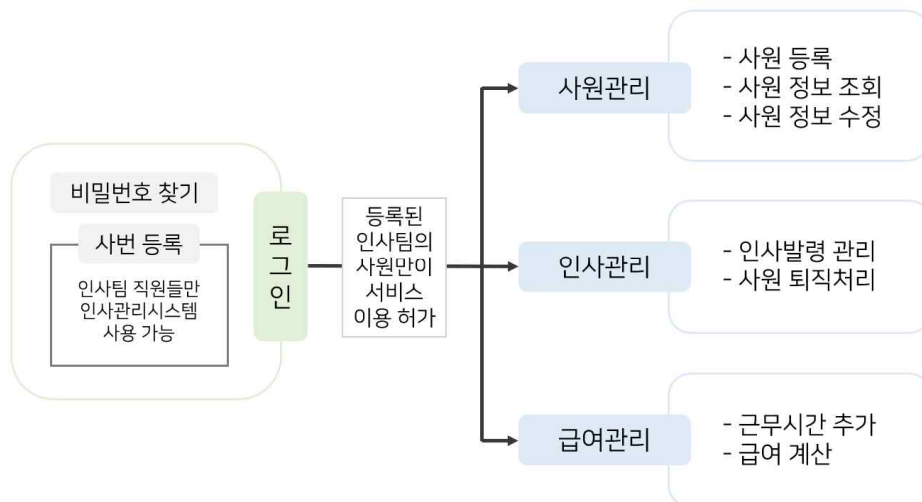 비밀번호 찾기
사번 등록
인사팀 직원들만
인사관리시스템
사용 가능
로
그
인
등록된
인사팀의
사원만이
서비스
이용 허가
사원관리
- 사원 등록
- 사원 정보 조회
- 사원 정보 수정
인사관리
- 인사발령 관리
- 사원 퇴직처리
급여관리
- 근무시간 추가
- 급여 계산